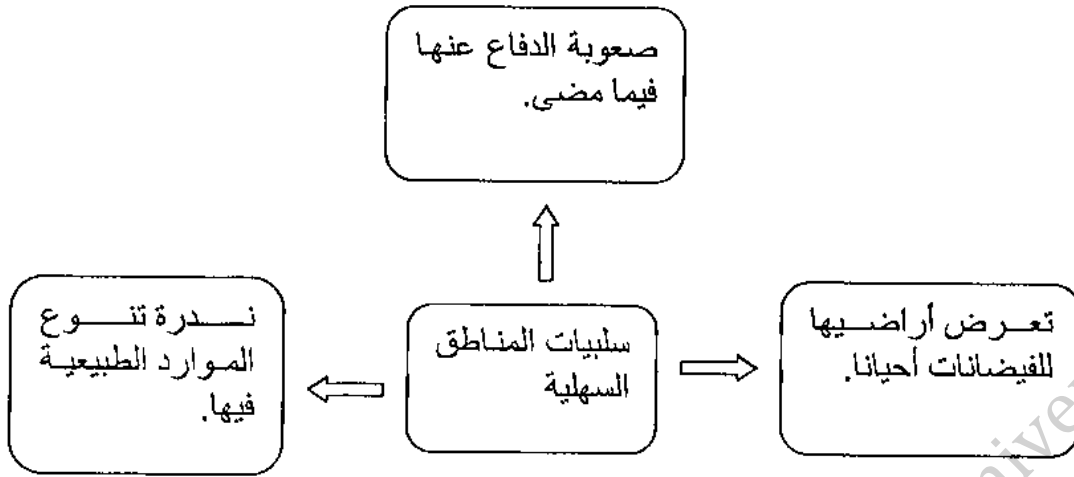 صعوبة الدفاع عنها
فيما مضى.
تعرض أراضيها
للفيضانات أحيانا.
سلبيات المناطق
السهلية
ندرة تنوع
الموارد الطبيعية
فيها.